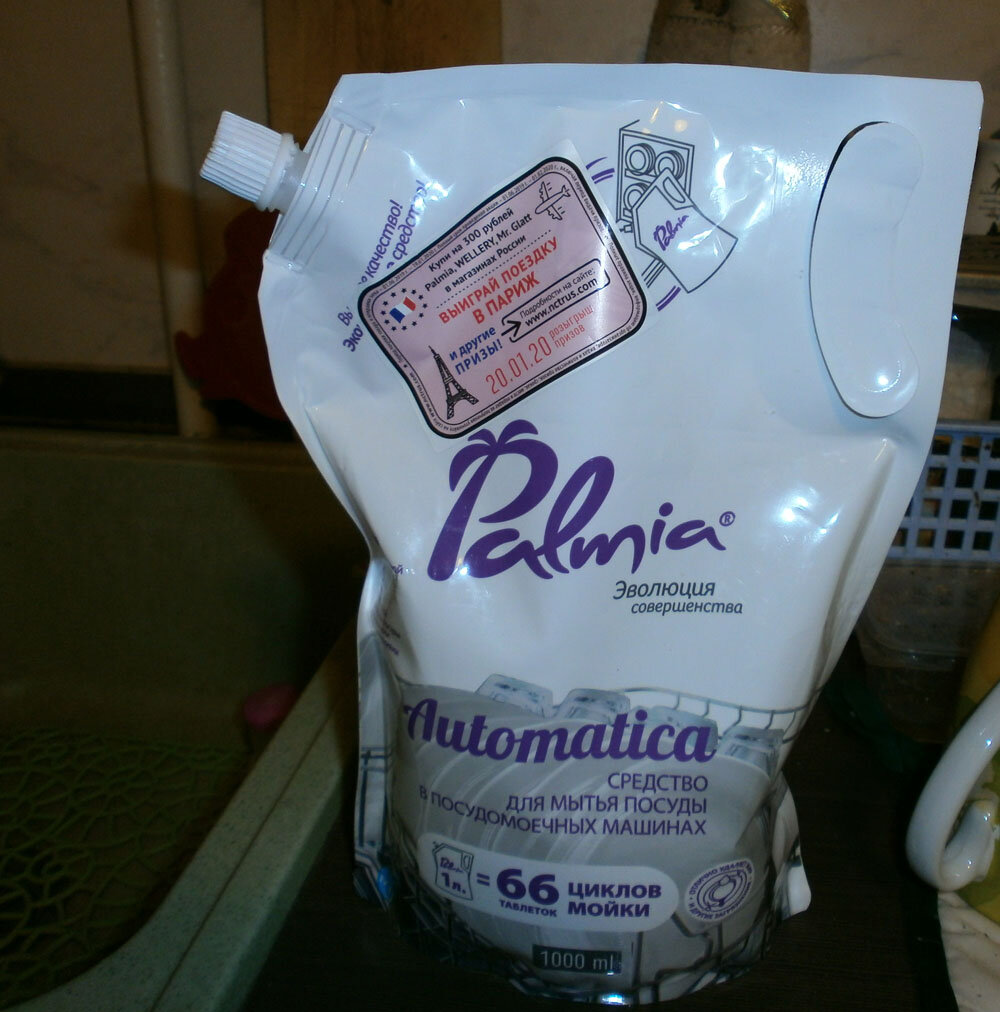 качество!
средство!
Купи на 300 рублей
Palmia, WELLERY, Mr. Glatt
в магазинах России
ВЫИГРАЙ ПОЕЗДКУ
В ПАРИЖ
и другие
ПРИЗЫ!
Подробности на сайте:
www.nctrus.com
20.01.20
розыгрыш
призов
Palmia
Palmia®
Эволюция
совершенства
Automatica
СРЕДСТВО
ДЛЯ МЫТЬЯ ПОСУДЫ
В ПОСУДОМОЕЧНЫХ МАШИНАХ
1л. = 66 ТАБЛЕТОК
ЦИКЛОВ
МОЙКИ
1000 ml